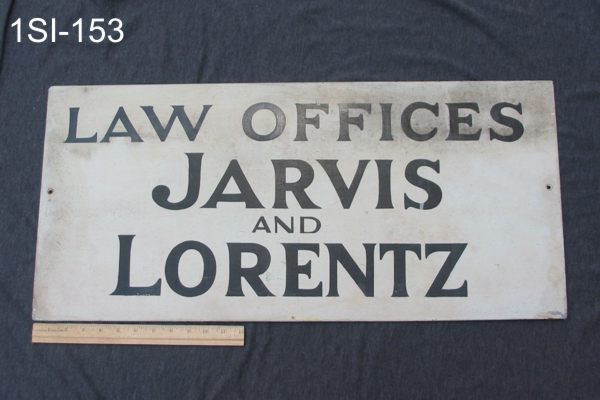 1SI-153
LAW OFFICES
JARVIS
AND
LORENTZ